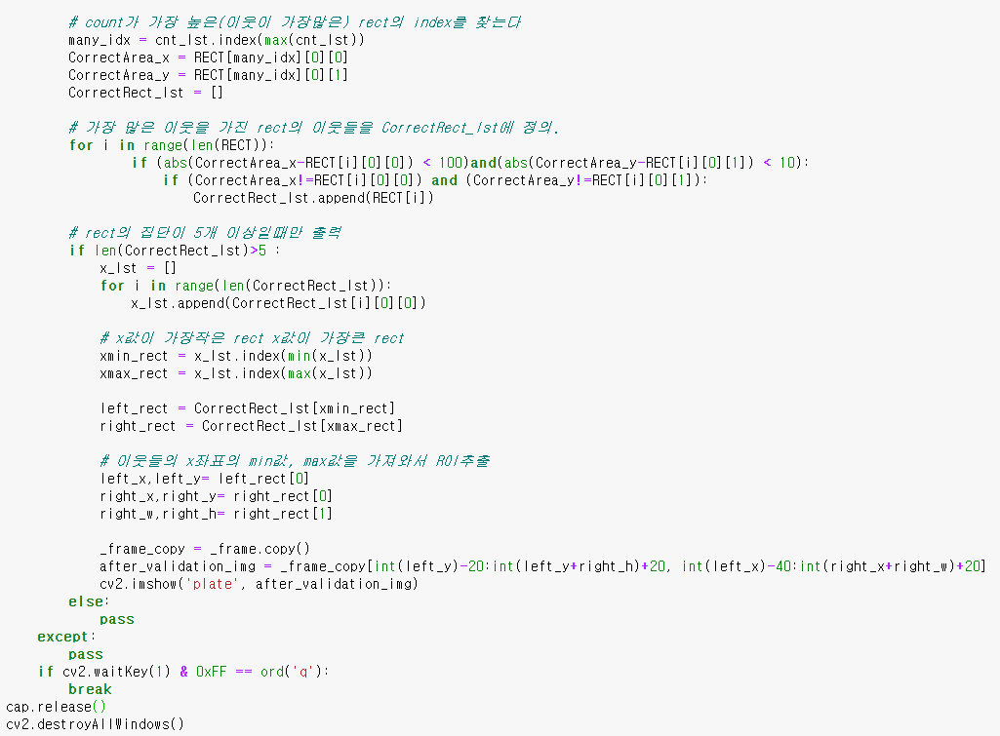 # count가 가장 높은(이웃이 가장많은) rect의 index를 찾는다
many_idx = cnt_lst.index(max(cnt_lst))
CorrectArea_x = RECT[many_idx][0][0]
CorrectArea_y = RECT[many_idx][0][1]
CorrectRect_lst = []
# 가장 많은 이웃을 가진 rect의 이웃들을 CorrectRect_lst에 정의.
for i in range(len(RECT)):
if (abs(CorrectArea_x-RECT[i][0][0]) < 100)and(abs(CorrectArea_y-RECT[i][0][1]) < 10):
if (CorrectArea_x!=RECT[i][0][0]) and (CorrectArea_y!=RECT[i][0][1]):
CorrectRect_lst.append(RECT[i])
# rect의 집단이 5개 이상일때만 출력
if len(CorrectRect_lst)>5 :
x_lst = []
for i in range(len(CorrectRect_lst)):
x_lst.append(CorrectRect_lst[i][0][0])
# x값이 가장작은 rect x값이 가장큰 rect
xmin_rect = x_lst.index(min(x_lst))
xmax_rect = x_lst.index(max(x_lst))
left_rect = CorrectRect_lst[xmin_rect]
right_rect = CorrectRect_lst[xmax_rect]
# 이웃들의 x좌표의 min값, max값을 가져와서 ROI추출
left_x,left_y= left_rect[0]
right_x,right_y= right_rect[0]
right_w,right_h= right_rect[1]
_frame_copy = _frame.copy()
after_validation_img = _frame_copy[int(left_y)-20:int(left_y+right_h)+20, int(left_x)-40:int(right_x+right_w)+20]
cv2.imshow('plate', after_validation_img)
else:
pass
except:
pass
if cv2.waitKey(1) & 0xFF == ord('q'):
break
cap.release()
cv2.destroyAllWindows()